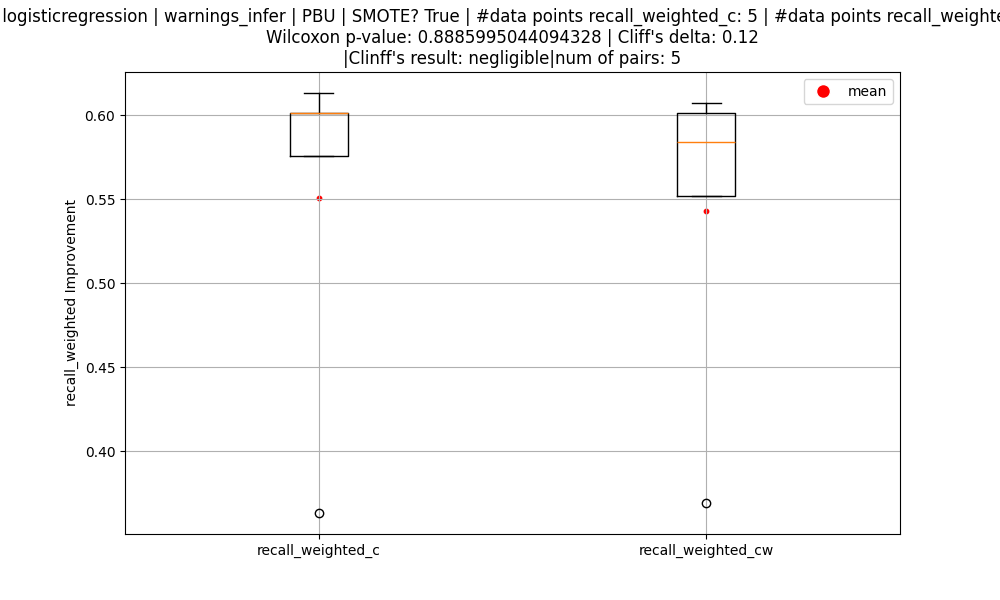 logisticregression | warnings_infer | PBU | SMOTE? True | #data points recall_weighted_c: 5 | #data points
Wilcoxon p-value: 0.8885995044094328 | Cliff's delta: 0.12
|Clinff's result: negligible|num of pairs: 5
mean
0.60
0.55
0.50
0.45
0.40
recall_weighted Improvement
recall_weighted_c
recall_weighted_cw